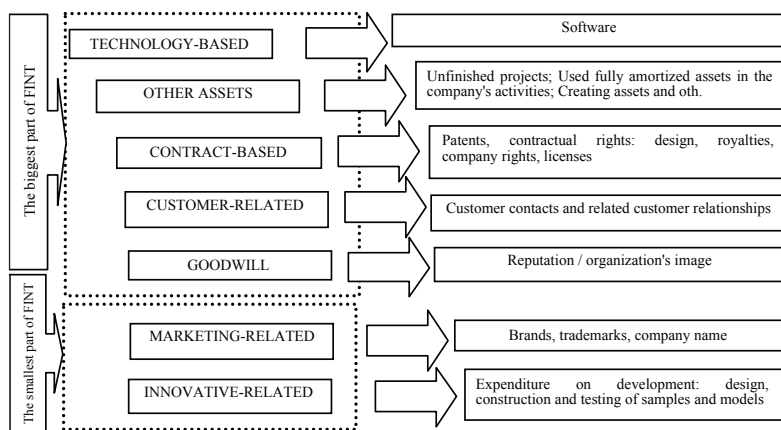 The biggest part of FINT
TECHNOLOGY-BASED
Software
OTHER ASSETS
Unfinished projects; Used fully amortized assets in the
company's activities; Creating assets and oth.
CONTRACT-BASED
Patents, contractual rights: design, royalties,
company rights, licenses
CUSTOMER-RELATED
Customer contacts and related customer relationships
GOODWILL
Reputation / organization's image
The smallest part of FINT
MARKETING-RELATED
Brands, trademarks, company name
INNOVATIVE-RELATED
Expenditure on development: design,
construction and testing of samples and models